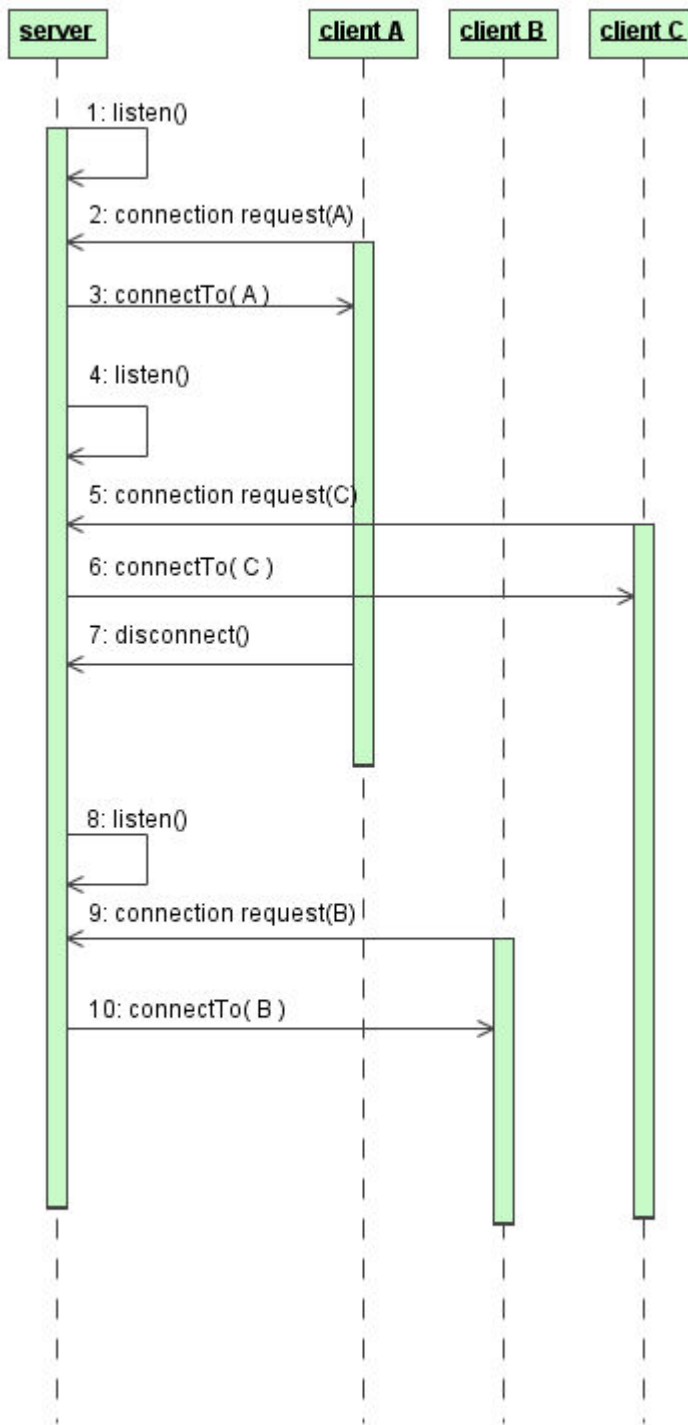 server
client A
client B
client C
1: listen()
2: connection request(A)
3: connectTo( A )
4: listen()
5: connection request(C)
6: connectTo( C )
7: disconnect()
8: listen()
9: connection request(B)
10: connectTo( B )